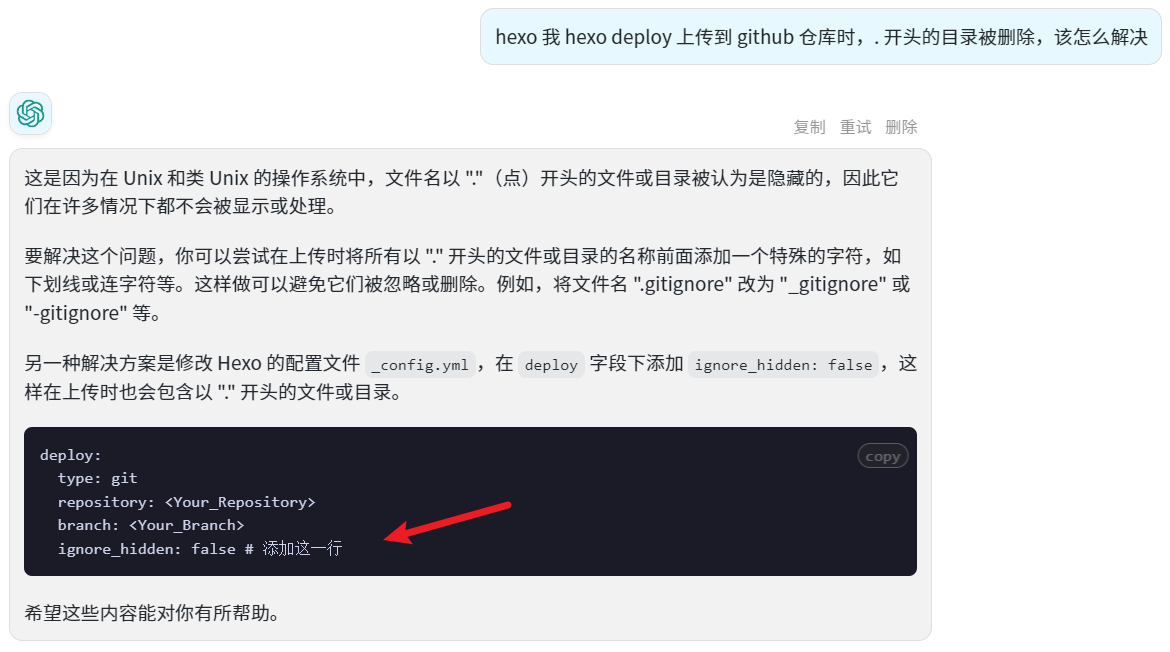 hexo 我 hexo deploy 上传到 github 仓库时，. 开头的目录被删除，该怎么解决
复制 重试 删除
这是因为在 Unix 和类 Unix 的操作系统中，文件名以 "."（点）开头的文件或目录被认为是隐藏的，因此它
们在许多情况下都不会被显示或处理。
要解决这个问题，你可以尝试在上传时将所有以 "." 开头的文件或目录的名称前面添加一个特殊的字符，如
下划线或连字符等。这样做可以避免它们被忽略或删除。例如，将文件名 ".gitignore" 改为 "_gitignore" 或
"-gitignore" 等。
另一种解决方案是修改 Hexo 的配置文件 _config.yml，在 deploy 字段下添加 ignore_hidden: false，这
样在上传时也会包含以 "." 开头的文件或目录。
copy
deploy:
  type: git
  repository: <Your_Repository>
  branch: <Your_Branch>
  ignore_hidden: false # 添加这一行
希望这些内容能对你有所帮助。